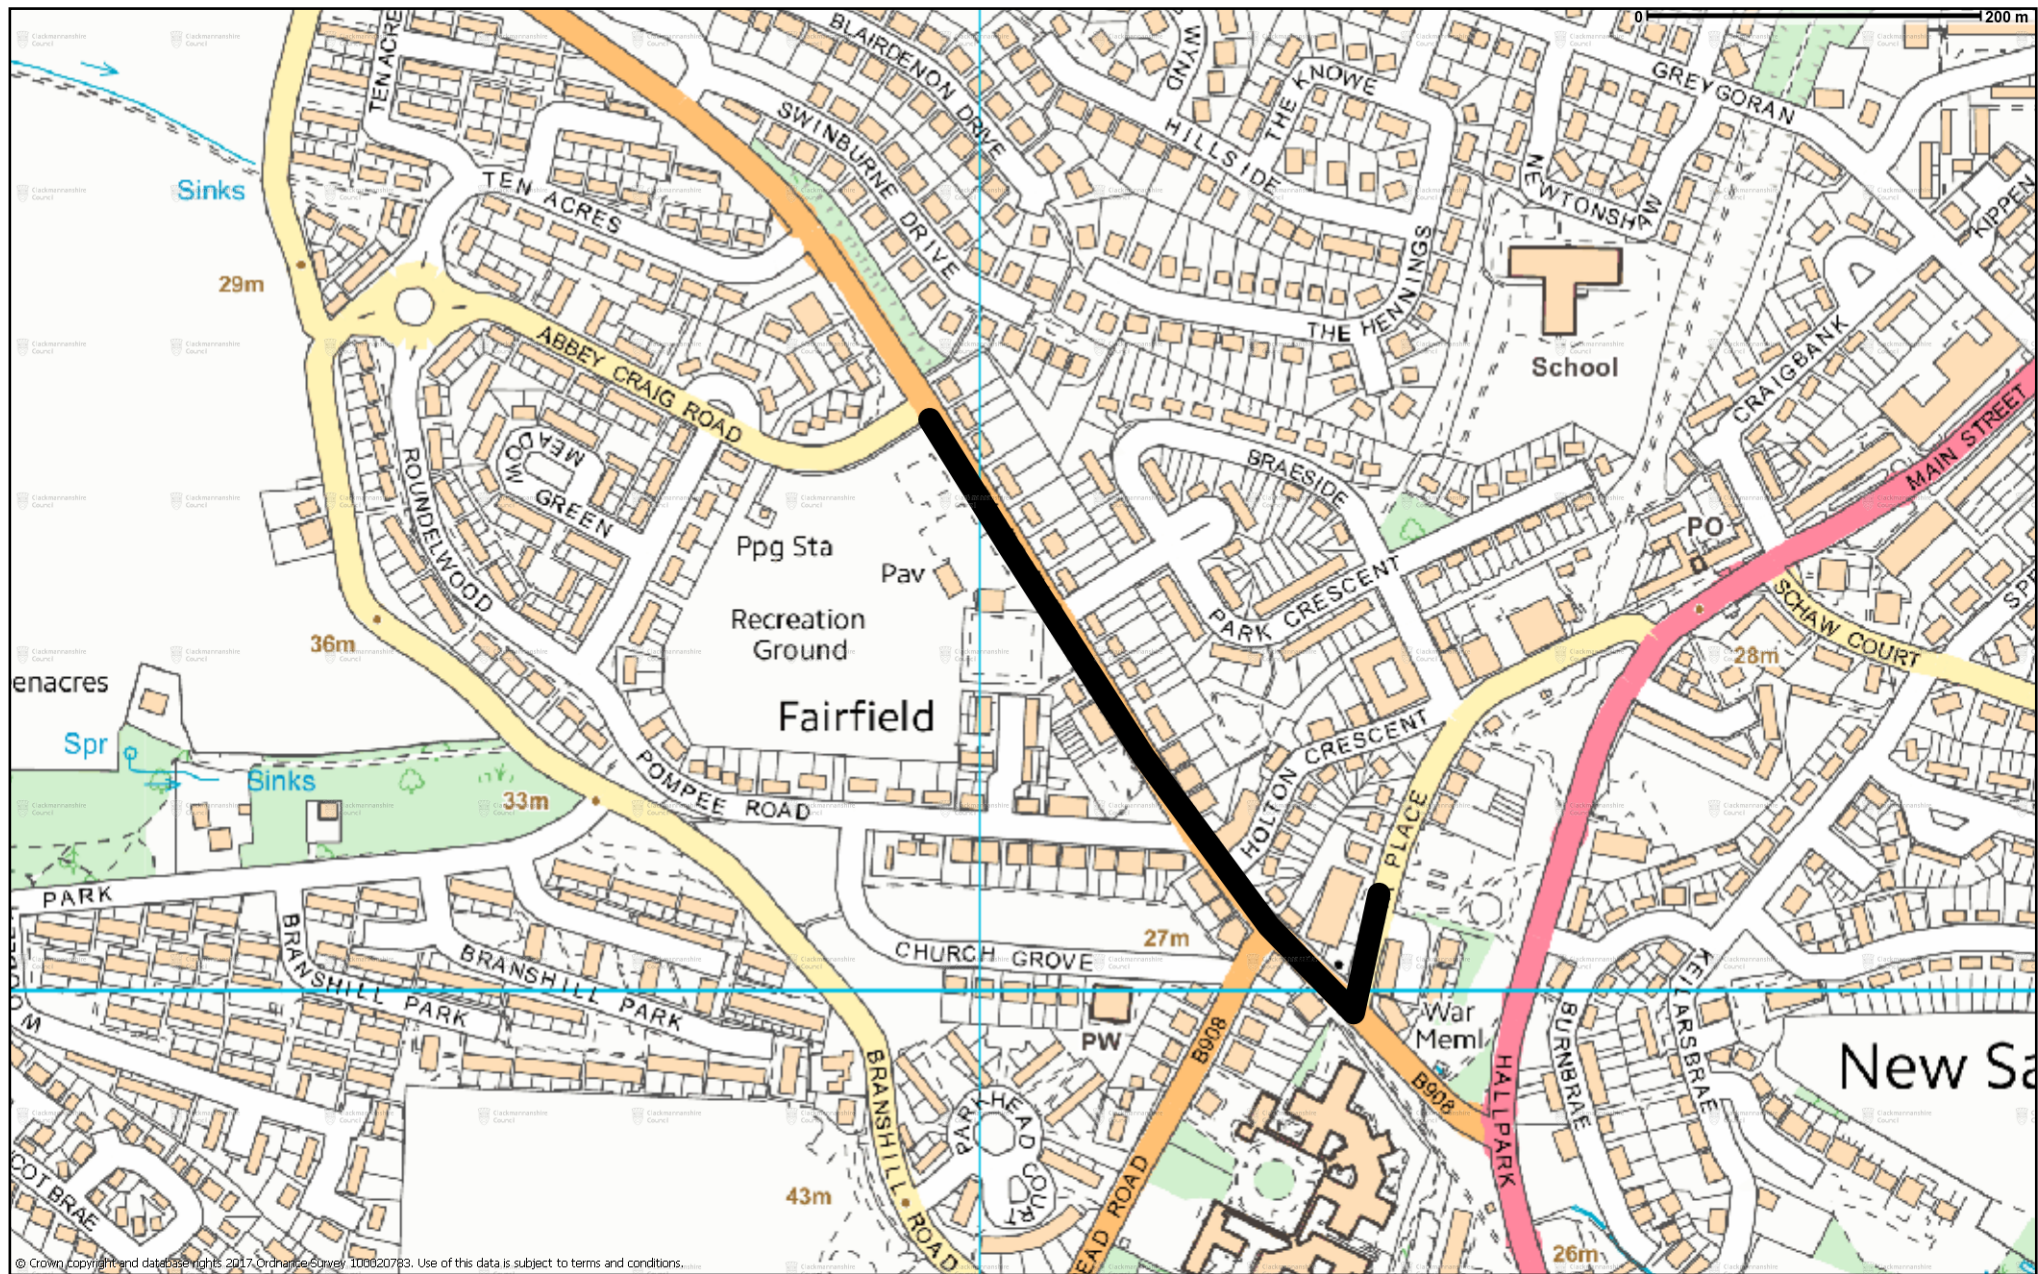 0 200 m
TEN ACRE
BLAIRDENON DRIVE
WYND
THE KNOWE
GREYGORAN
SWINBURNE DRIVE
HILLSIDE
NEWTONSHAW
KIPPEN
Sinks
TEN ACRES
29m
THE HENNINGS
School
ABBEY CRAIG ROAD
CRAIGBANK
MAIN STREET
MEADOW GREEN
BRAESIDE
ROUNDELWOOD
Ppg Sta
Pav
PO
Recreation
Ground
PARK CRESCENT
SCHAW COURT
36m
28m
enacres
Fairfield
Spr
Sinks
HOTON CRESCENT
33m
POMPEE ROAD
PLACE
PARK
27m
CHURCH GROVE
BRANSHILL PARK
BRANSHILL PARK
KELLARSBRAE
War
Meml
PW
B908
B908
BURNBRAE
New Sa
HALLPARK
BRANSHILL ROAD
PARKHEAD COURT
COTBRAE
43m
EAD ROAD
26m
© Crown copyright and database rights 2017 Ordnance Survey 100020783. Use of this data is subject to terms and conditions.
Clackmannanshire
Council